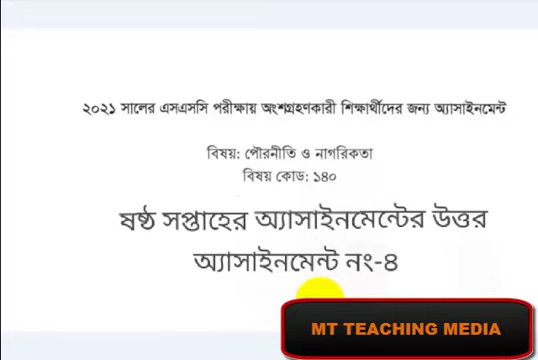 ২০২১ সালের এসএসসি পরীক্ষায় অংশগ্রহণকারী শিক্ষার্থীদের জন্য অ্যাসাইনমেন্ট
বিষয়: পৌরনীতি ও নাগরিকতা
বিষয় কোড: ১৪০
ষষ্ঠ সপ্তাহের অ্যাসাইনমেন্টের উত্তর
অ্যাসাইনমেন্ট নং-৪
MT TEACHING MEDIA